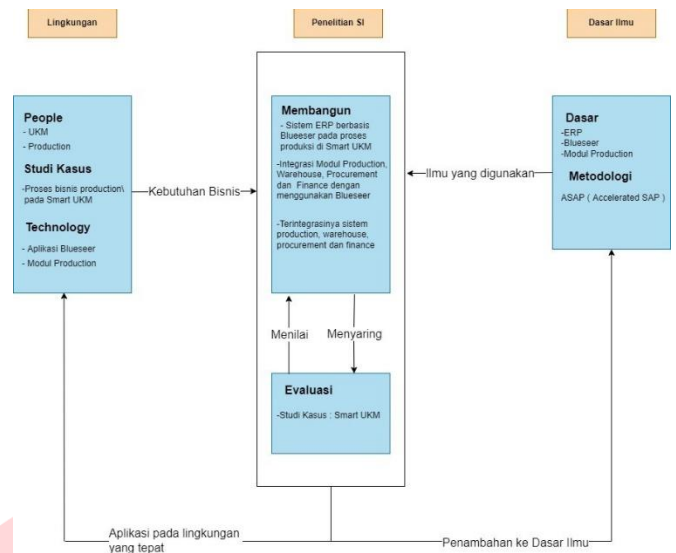 Lingkungan
Penelitian SI
Dasar Ilmu
People
- UKM
- Production
Studi Kasus
-Proses bisnis production\
pada Smart UKM
Technology
- Aplikasi Blueseer
- Modul Production
Kebutuhan Bisnis
Membangun
- Sistem ERP berbasis
Blueeser pada proses
produksi di Smart UKM
-Integrasi Modul Production,
Warehouse, Procurement
dan Finance dengan
menggunakan Blueseer
-Terintegrasinya sistem
production, warehouse,
procurement dan finance
Ilmu yang digunakan
Dasar
-ERP
-Blueseer
-Modul Production
Metodologi
ASAP ( Accelerated SAP )
Menilai
Menyaring
Evaluasi
-Studi Kasus : Smart UKM
Aplikasi pada lingkungan
yang tepat
Penambahan ke Dasar Ilmu